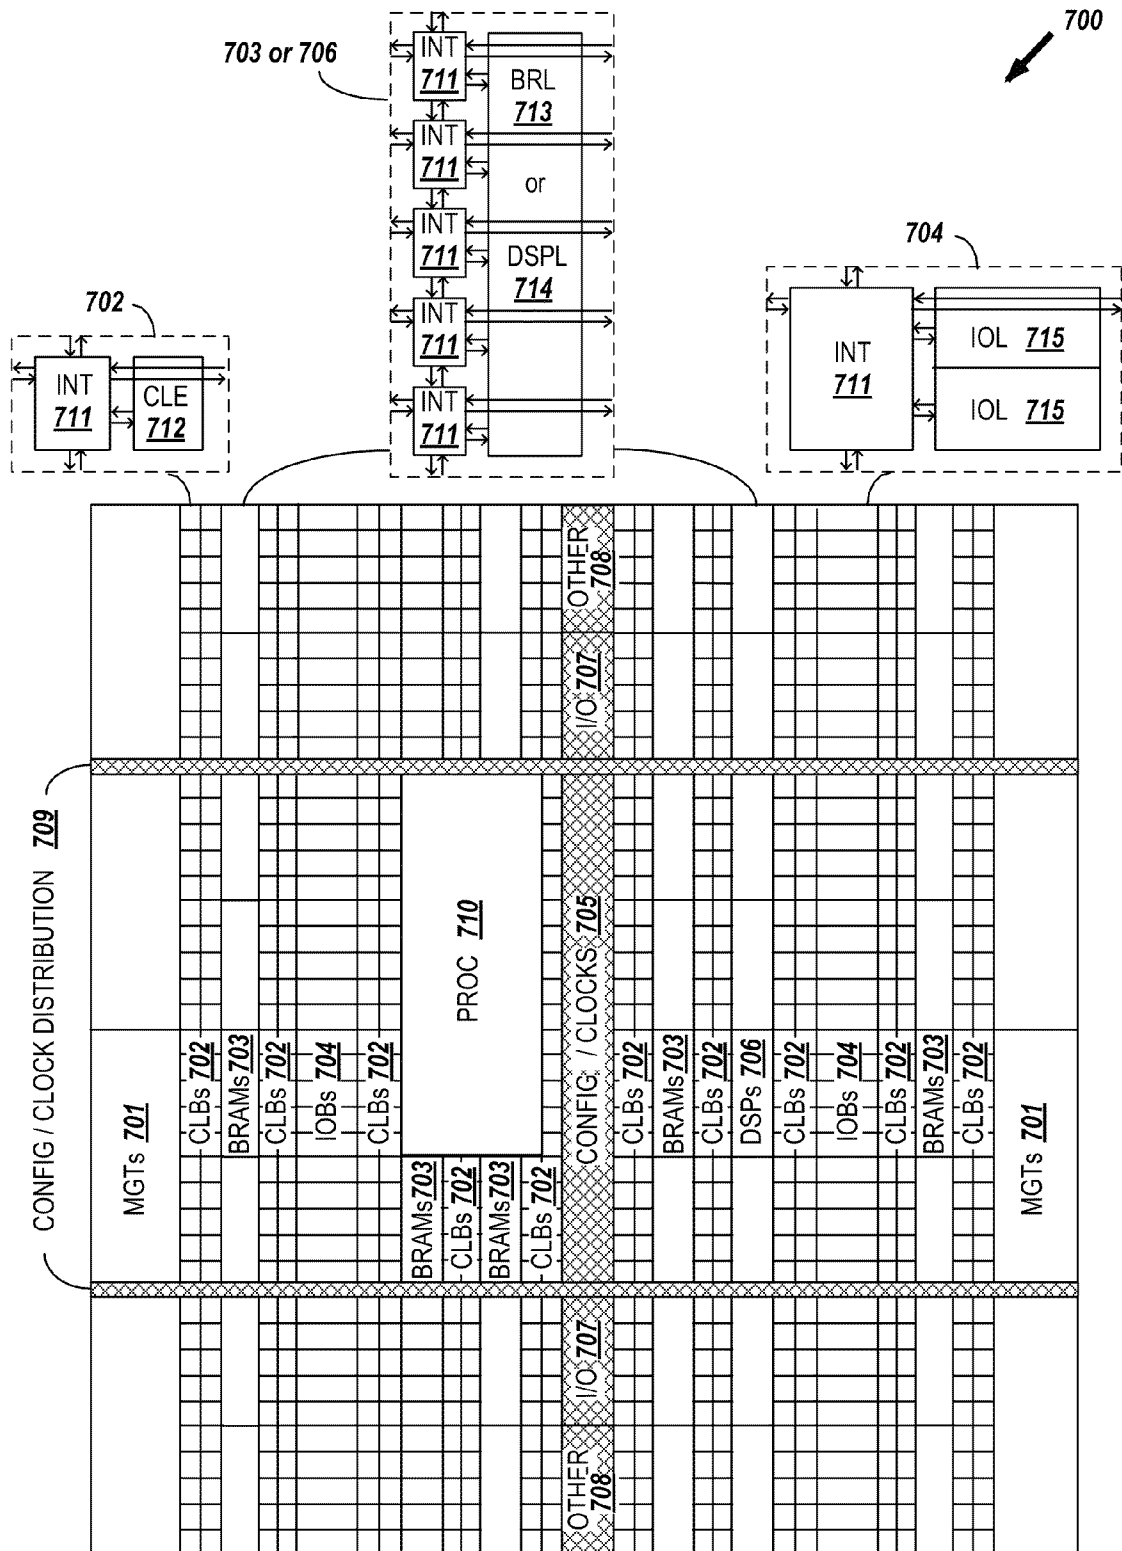 700
703 or 706
INT
711
INT
711
INT
711
INT
711
INT
711
BRL
713
or
DSPL
714
704
INT
711
IOL 715
IOL 715
702
INT
711
CLE
712
CONFIG / CLOCK DISTRIBUTION 709
OTHER
708
I/O 707
PROC 710
CONFIG / CLOCKS 705
MGTs 701
CLBs 702
BRAMs 703
CLBs 702
IOBs 704
CLBs 702
BRAMs 703
CLBs 702
BRAMs 703
CLBs 702
CLBs 702
BRAMs 703
CLBs 702
DSPs 706
CLBs 702
IOBs 704
CLBs 702
BRAMs 703
CLBs 702
MGTs 701
I/O 707
OTHER
708